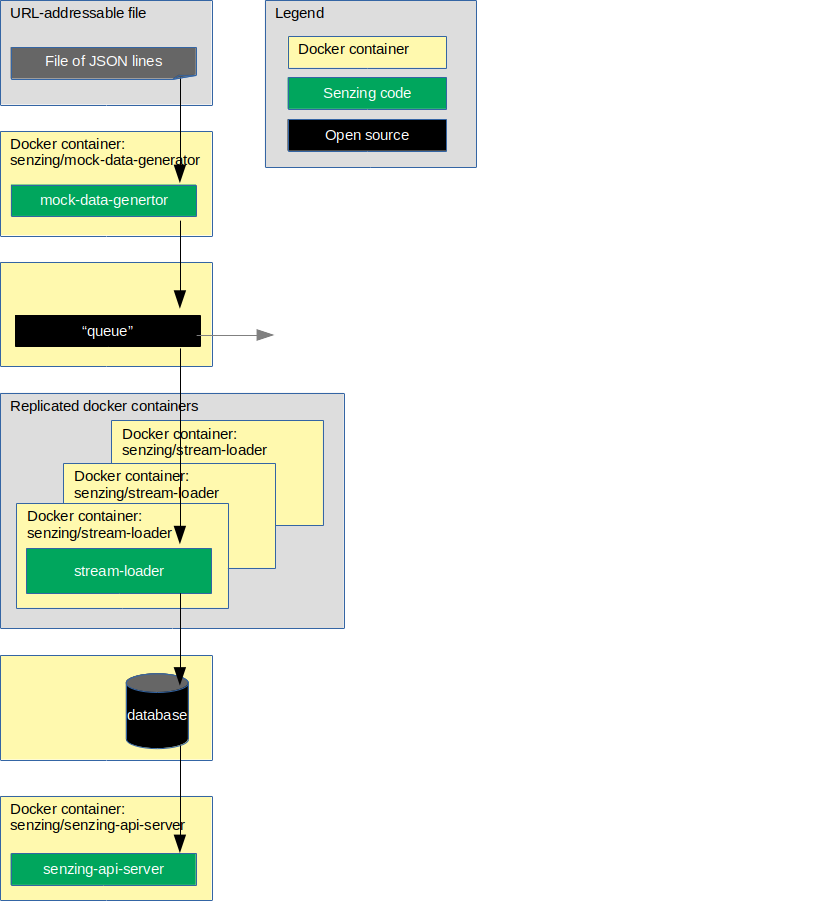 URL-addressable file
File of JSON lines
Legend
Docker container
Senzing code
Open source
Docker container:
senzing/mock-data-generator
mock-data-genertor
“queue”
Replicated docker containers
Docker container:
senzing/stream-loader
Docker container:
senzing/stream-loader
Docker container:
senzing/stream-loader
stream-loader
database
Docker container:
senzing/senzing-api-server
senzing-api-server